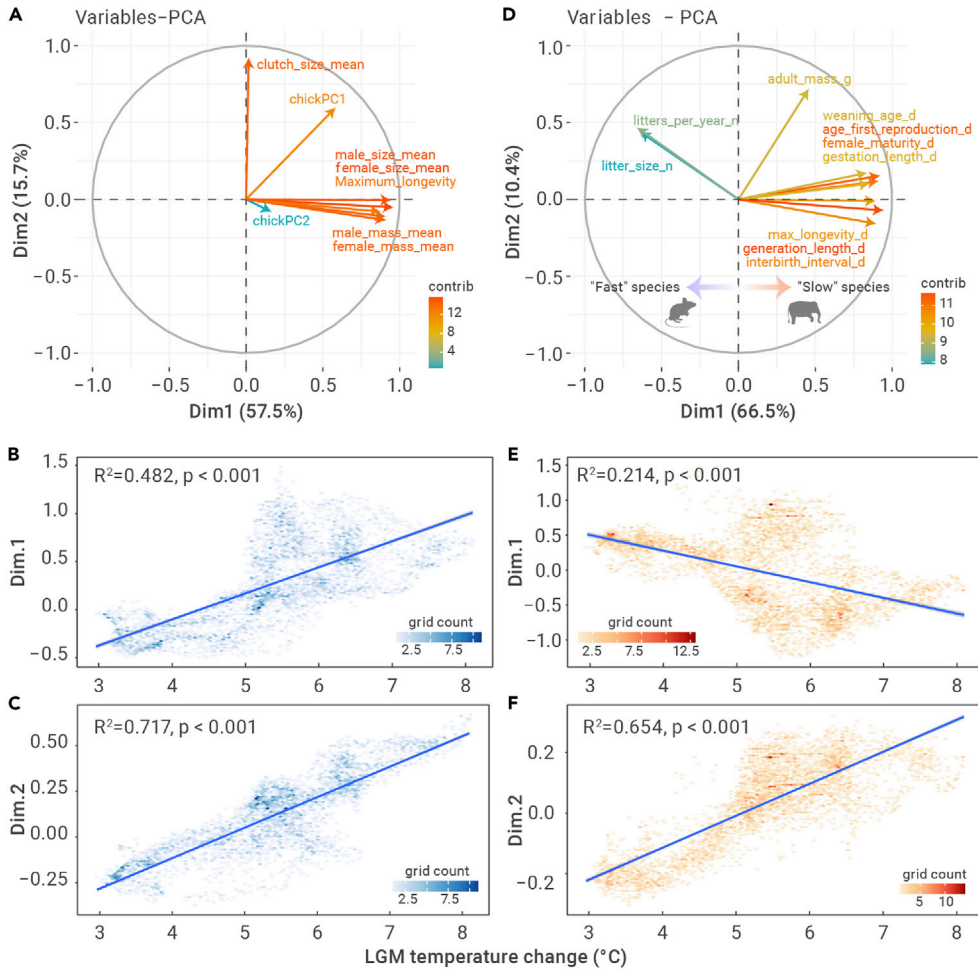 A
Variables-PCA
1.0
0.5
0.0
−0.5
−1.0
Dim2 (15.7%)
clutch_size_mean
chickPC1
male_size_mean
female_size_mean
Maximum_longevity
chickPC2
male_mass_mean
female_mass_mean
contrib
12
8
4
−1.0 −0.5 0.0 0.5 1.0
Dim1 (57.5%)
D
Variables - PCA
1.0
0.5
0.0
−0.5
−1.0
Dim2 (10.4%)
adult_mass_g
litters_per_year_n
litter_size_n
weaning_age_d
age_first_reproduction_d
female_maturity_d
gestation_length_d
max_longevity_d
generation_length_d
interbirth_interval_d
"Fast" species
"Slow" species
contrib
11
10
9
8
−1.0 −0.5 0.0 0.5 1.0
Dim1 (66.5%)
B
R²=0.482, p < 0.001
1.5
1.0
0.5
0.0
−0.5
Dim.1
grid count
2.5 7.5
3 4 5 6 7 8
E
R²=0.214, p < 0.001
1.5
1.0
0.5
0.0
−0.5
−1.0
Dim.1
grid count
2.5 7.5 12.5
3 4 5 6 7 8
C
R²=0.717, p < 0.001
0.50
0.25
0.00
−0.25
Dim.2
grid count
2.5 7.5
3 4 5 6 7 8
F
R²=0.654, p < 0.001
0.2
0.0
−0.2
Dim.2
grid count
5 10
3 4 5 6 7 8
LGM temperature change (°C)